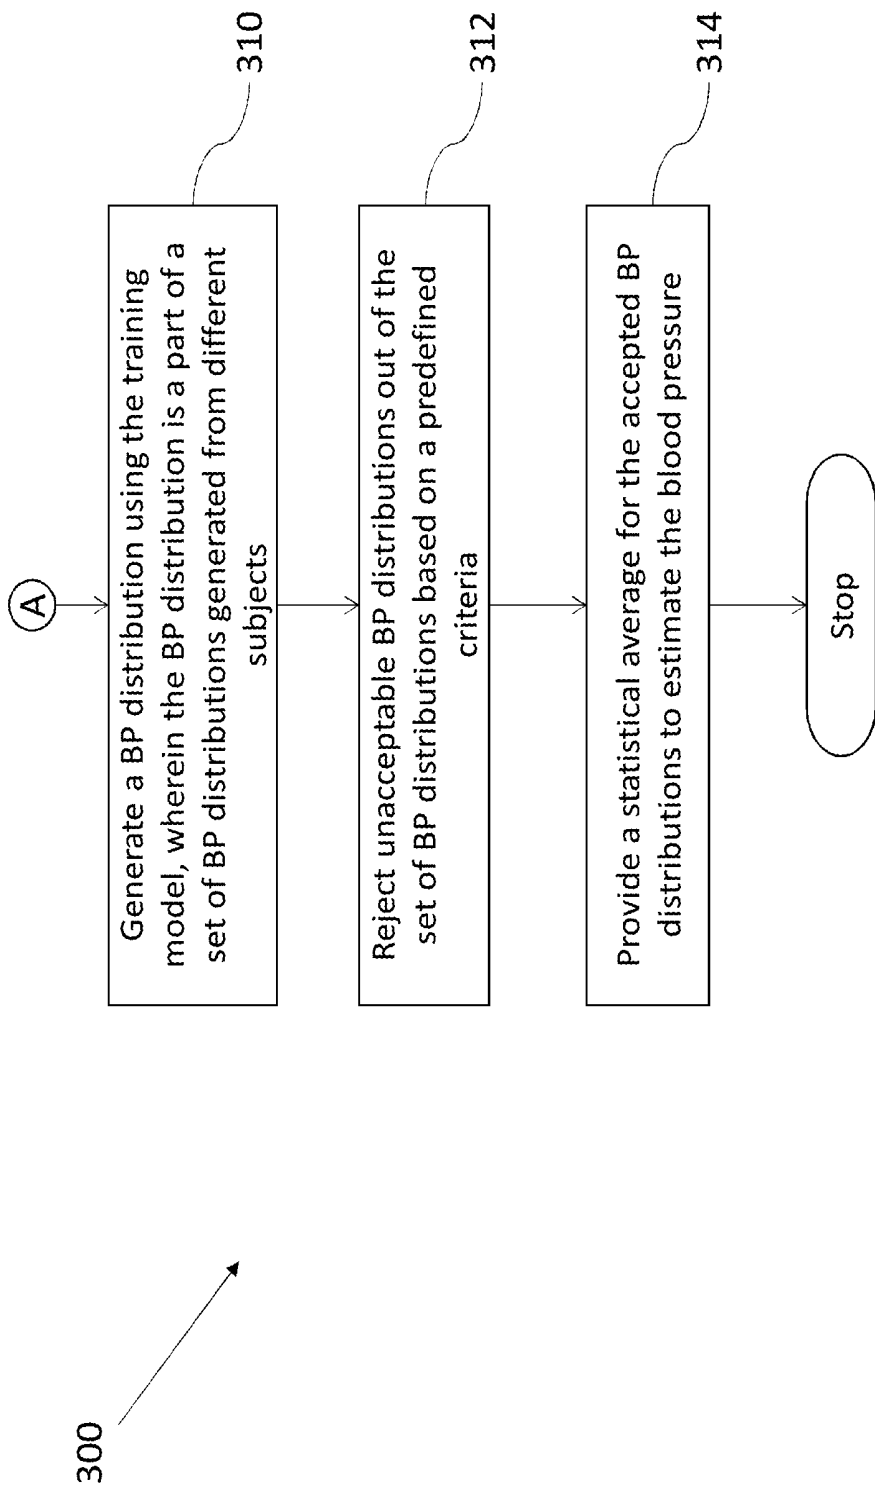 A
Generate a BP distribution using the training
model, wherein the BP distribution is a part of a
set of BP distributions generated from different
subjects
310
Reject unacceptable BP distributions out of the
set of BP distributions based on a predefined
criteria
312
Provide a statistical average for the accepted BP
distributions to estimate the blood pressure
314
Stop
300